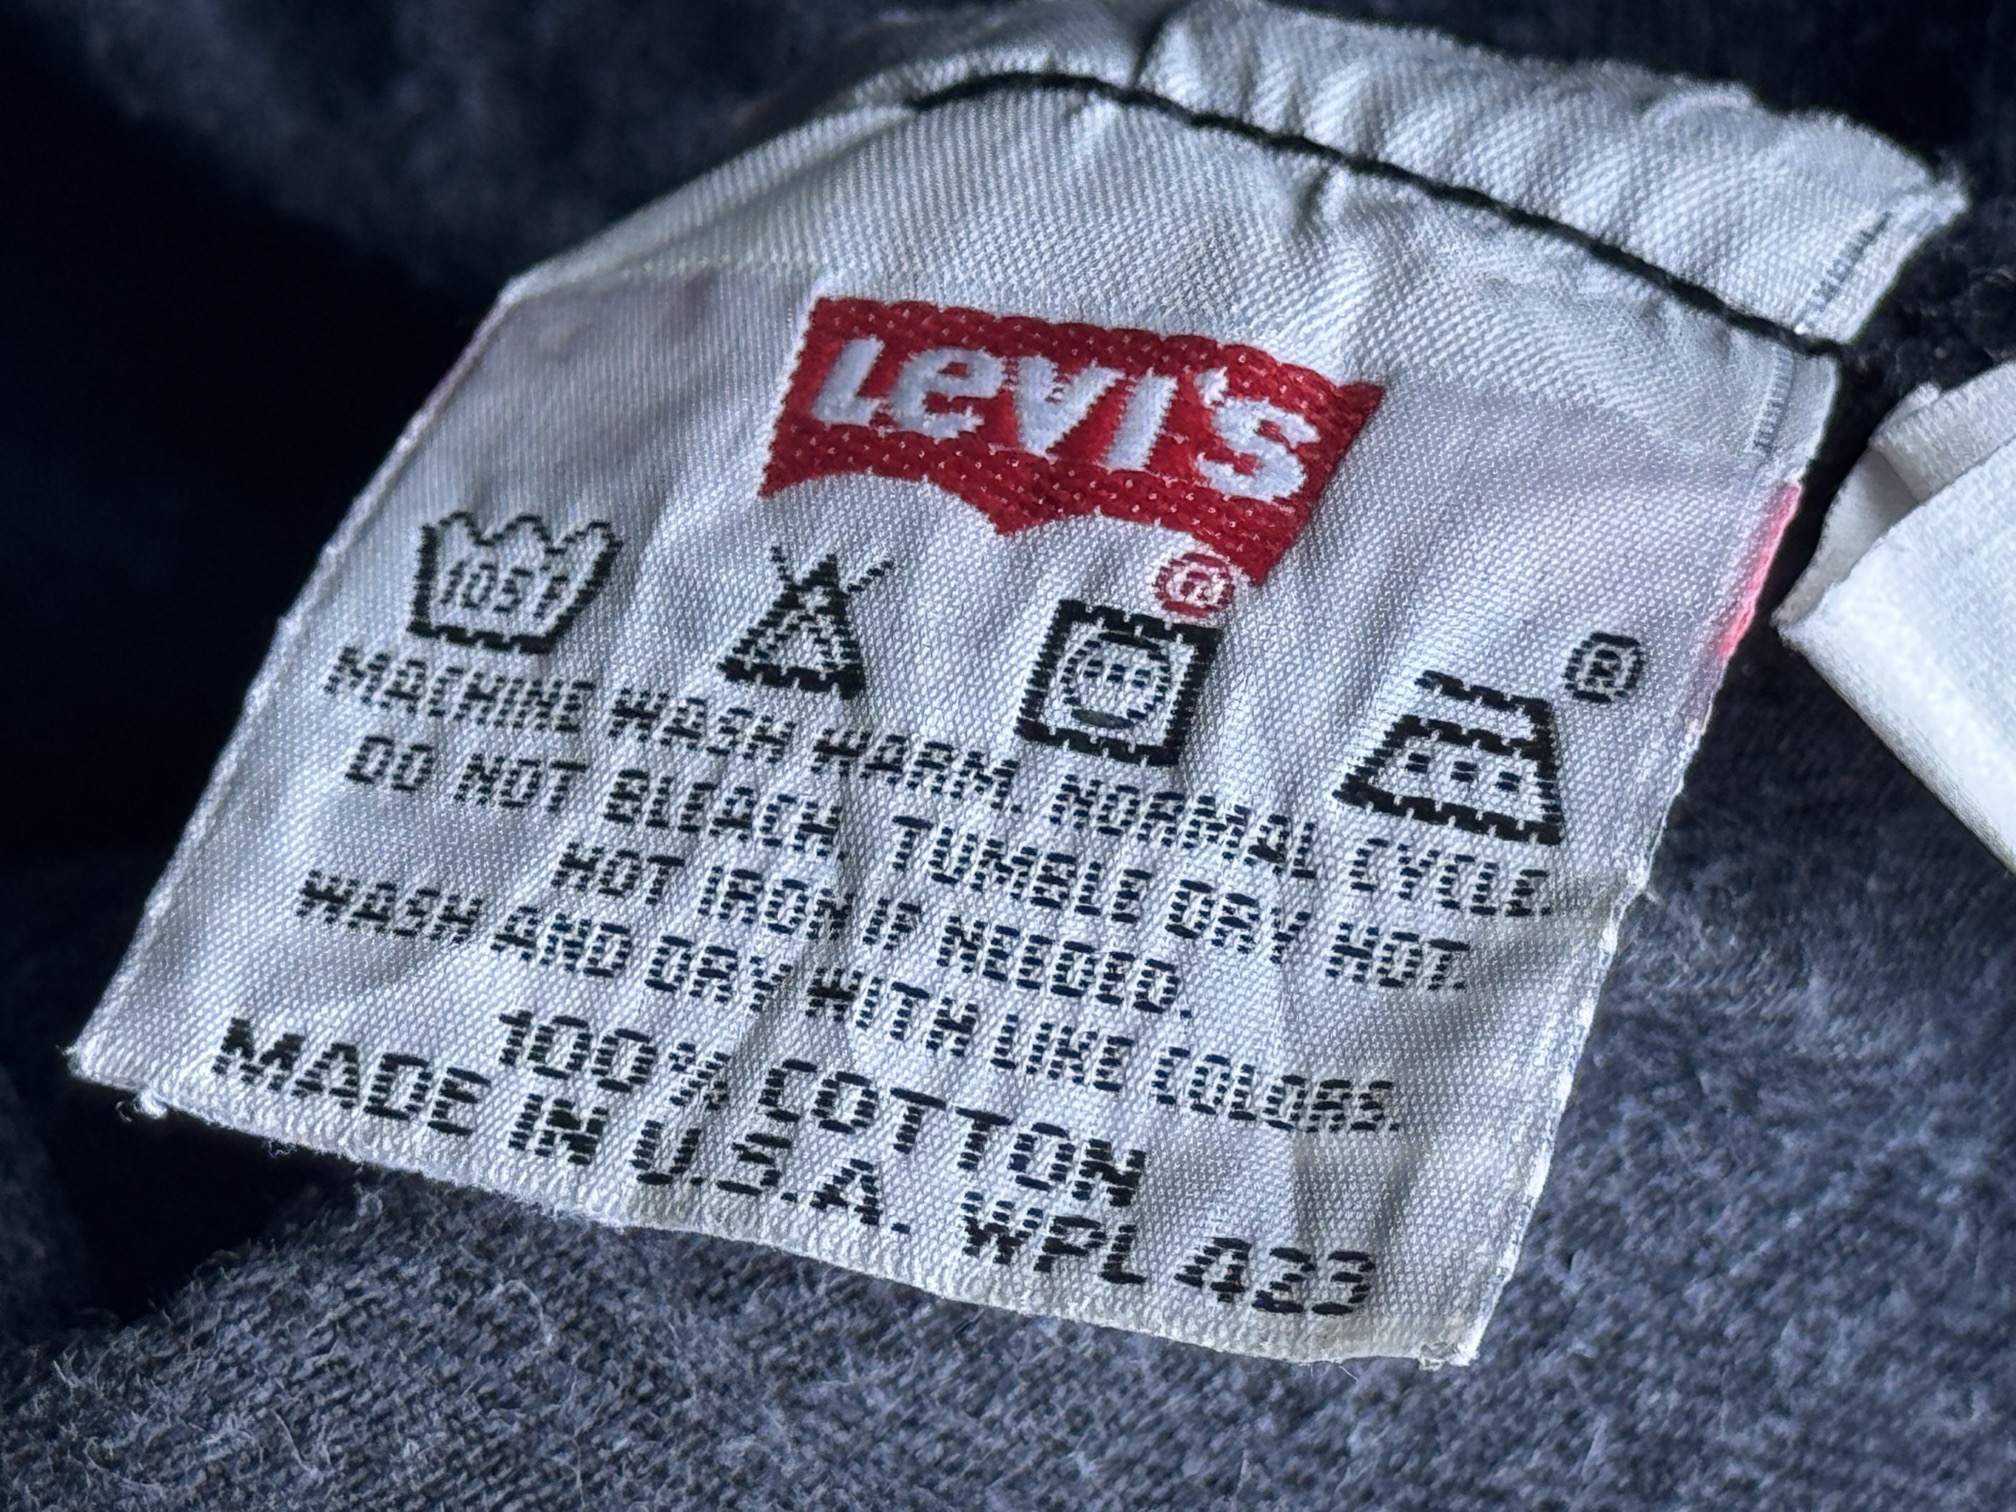 LEVI'S
®
105F
®
MACHINE WASH WARM. NORMAL CYCLE.
DO NOT BLEACH. TUMBLE DRY HOT.
HOT IRON IF NEEDED.
WASH AND DRY WITH LIKE COLORS.
100% COTTON
MADE IN U.S.A. WPL 423